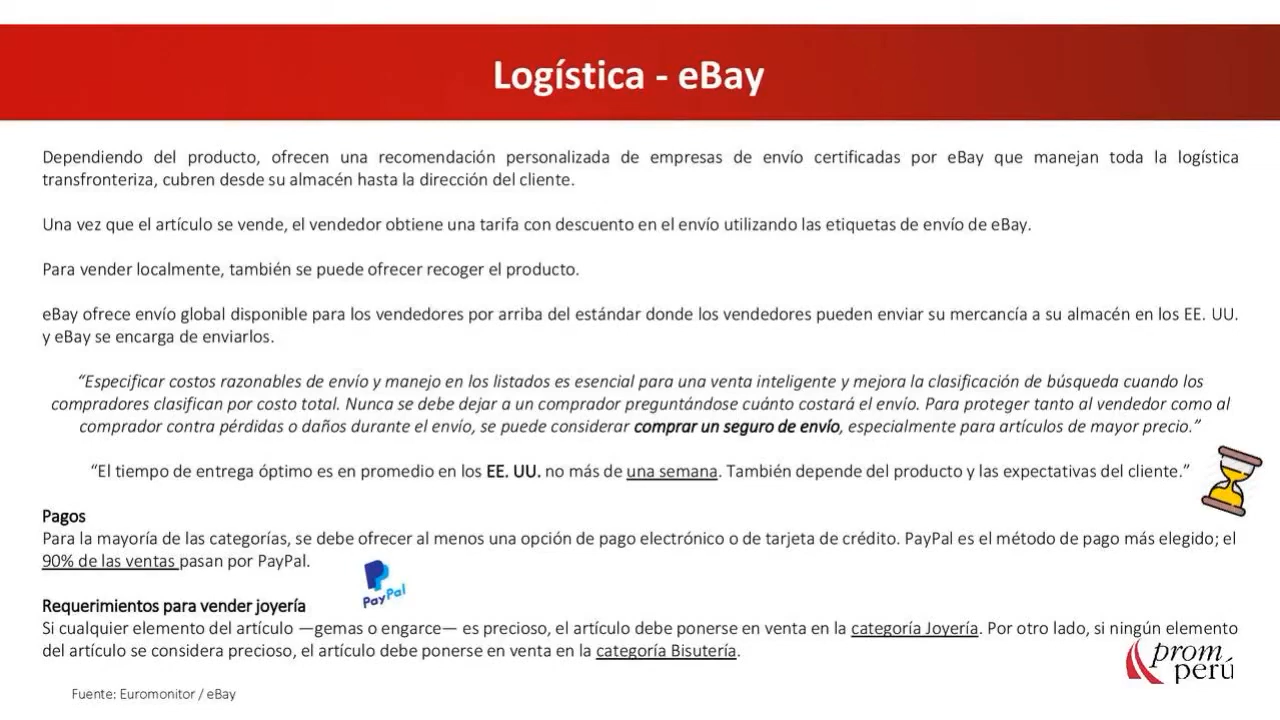 Logística - eBay
Dependiendo del producto, ofrecen una recomendación personalizada de empresas de envío certificadas por eBay que manejan toda la logística
transfronteriza, cubren desde su almacén hasta la dirección del cliente.
Una vez que el artículo se vende, el vendedor obtiene una tarifa con descuento en el envío utilizando las etiquetas de envío de eBay.
Para vender localmente, también se puede ofrecer recoger el producto.
eBay ofrece envío global disponible para los vendedores por arriba del estándar donde los vendedores pueden enviar su mercancía a su almacén en los EE. UU.
y eBay se encarga de enviarlos.
“Especificar costos razonables de envío y manejo en los listados es esencial para una venta inteligente y mejora la clasificación de búsqueda cuando los
compradores clasifican por costo total. Nunca se debe dejar a un comprador preguntándose cuánto costará el envío. Para proteger tanto al vendedor como al
comprador contra pérdidas o daños durante el envío, se puede considerar comprar un seguro de envío, especialmente para artículos de mayor precio.”
“El tiempo de entrega óptimo es en promedio en los EE. UU. no más de una semana. También depende del producto y las expectativas del cliente.”
Pagos
Para la mayoría de las categorías, se debe ofrecer al menos una opción de pago electrónico o de tarjeta de crédito. PayPal es el método de pago más elegido; el
90% de las ventas pasan por PayPal.
PayPal
Requerimientos para vender joyería
Si cualquier elemento del artículo —gemas o engarce— es precioso, el artículo debe ponerse en venta en la categoría Joyería. Por otro lado, si ningún elemento
del artículo se considera precioso, el artículo debe ponerse en venta en la categoría Bisutería.
prom
perú
Fuente: Euromonitor / eBay